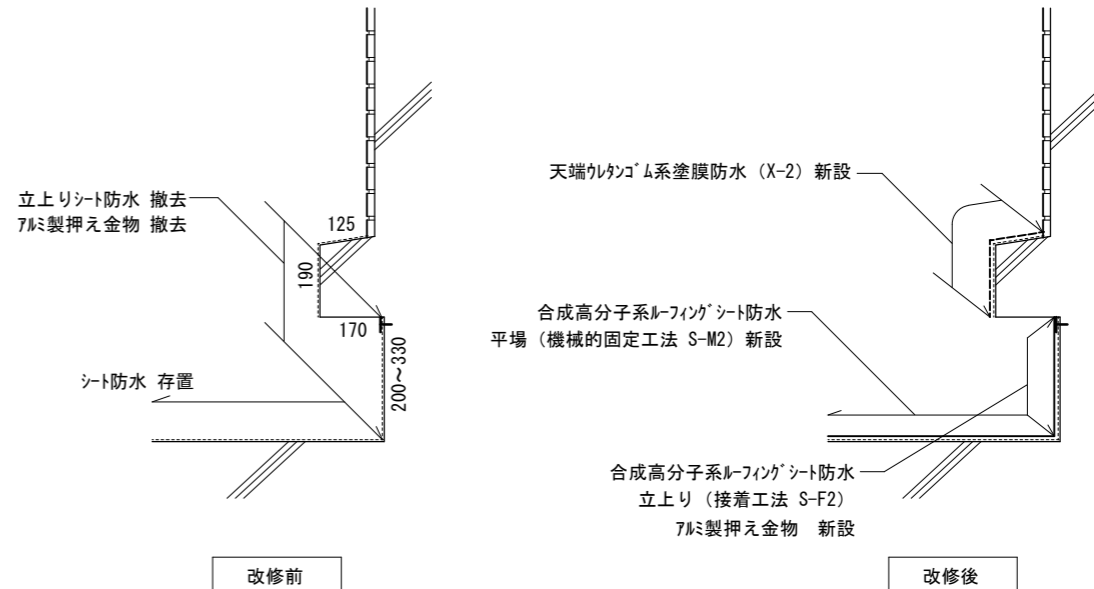 立上りシート防水 撤去
アルミ製押え金物 撤去
125
190
170
200～330
シート防水 存置
改修前
天端ウレタンゴム系塗膜防水 (X-2) 新設
合成高分子系ルーフィングシート防水
平場 (機械的固定工法 S-M2) 新設
合成高分子系ルーフィングシート防水
立上り (接着工法 S-F2)
アルミ製押え金物 新設
改修後